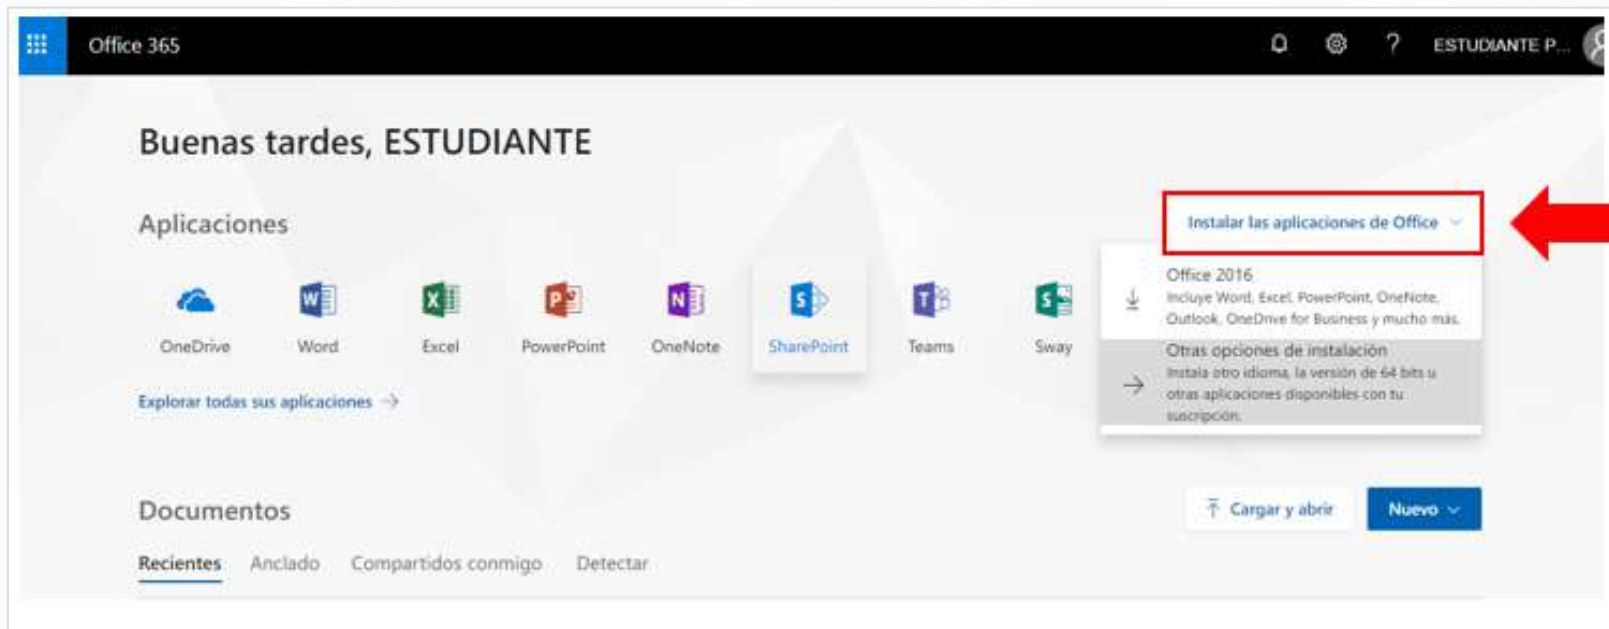 Office 365
ESTUDIANTE P...
Buenas tardes, ESTUDIANTE
Aplicaciones
Instalar las aplicaciones de Office
Office 2016
Incluye Word, Excel, PowerPoint, OneNote,
Outlook, OneDrive for Business y mucho más.
Otras opciones de instalación
Instala otro idioma, la versión de 64 bits u
otras aplicaciones disponibles con tu
suscripción.
OneDrive
Word
Excel
PowerPoint
OneNote
SharePoint
Teams
Sway
Explorar todas sus aplicaciones
Documentos
Cargar y abrir
Nuevo
Recientes
Anclado
Compartidos conmigo
Detectar